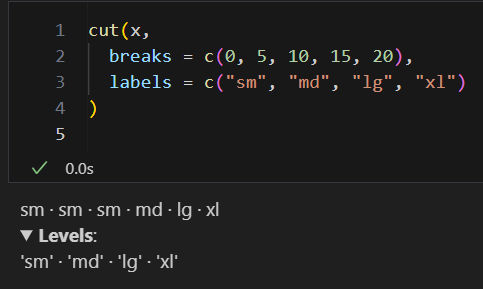 1 cut(x,
2   breaks = c(0, 5, 10, 15, 20),
3   labels = c("sm", "md", "lg", "xl")
4 )
5
✓ 0.0s
sm · sm · sm · md · lg · xl
▼ Levels:
'sm' · 'md' · 'lg' · 'xl'